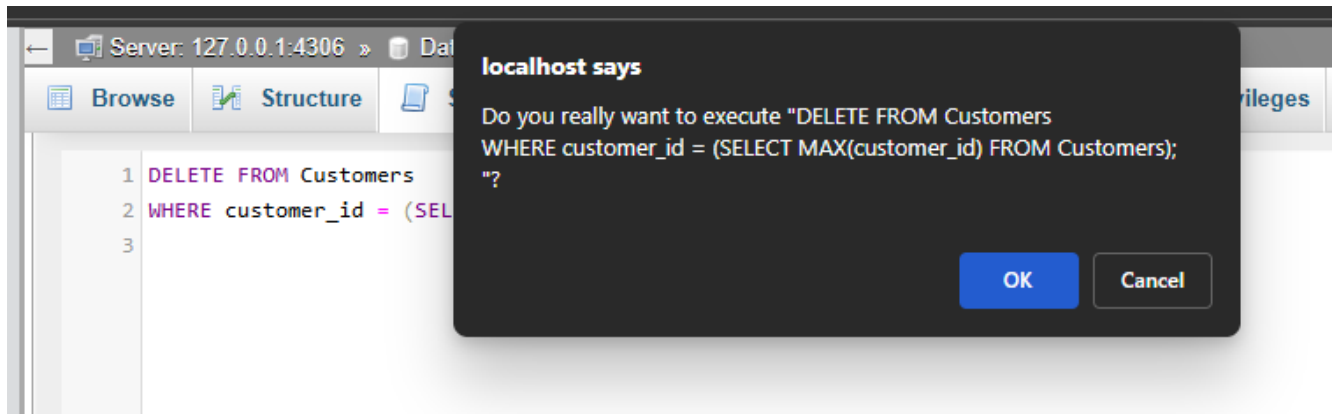 ← Server: 127.0.0.1:4306 »
Browse Structure
localhost says
Do you really want to execute "DELETE FROM Customers
WHERE customer_id = (SELECT MAX(customer_id) FROM Customers);
"?
OK Cancel
1 DELETE FROM Customers
2 WHERE customer_id = (SEL
3